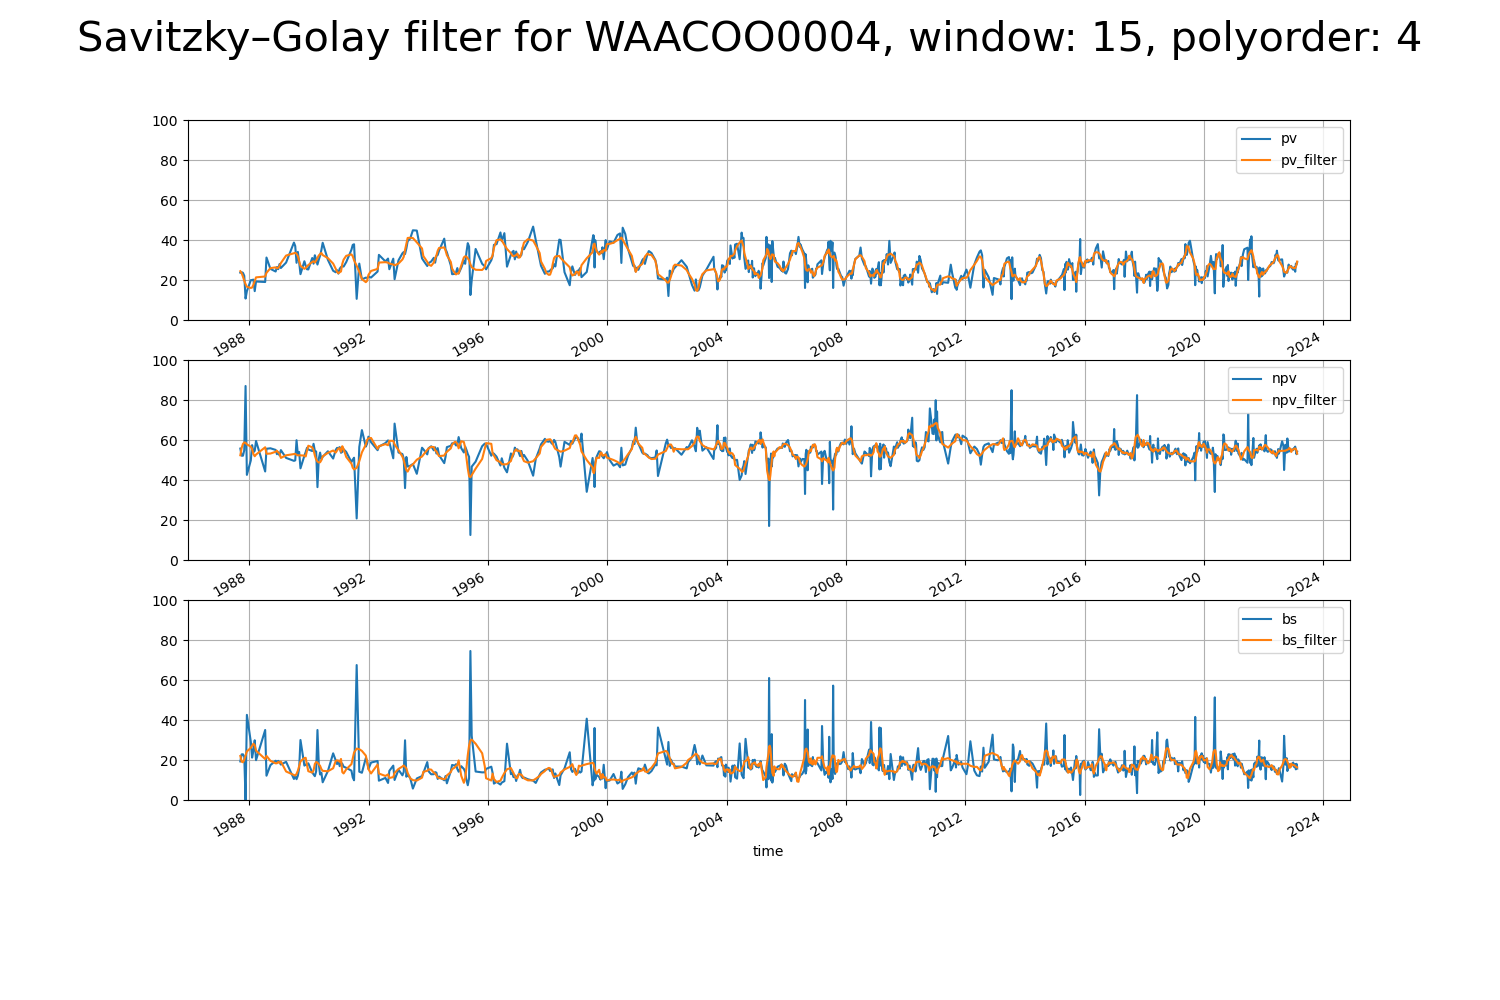 Savitzky–Golay filter for WAACOO0004, window: 15, polyorder: 4
100
80
60
40
20
0
pv
pv_filter
1988 1992 1996 2000 2004 2008 2012 2016 2020 2024
100
80
60
40
20
0
npv
npv_filter
1988 1992 1996 2000 2004 2008 2012 2016 2020 2024
100
80
60
40
20
0
bs
bs_filter
1988 1992 1996 2000 2004 2008 2012 2016 2020 2024
time